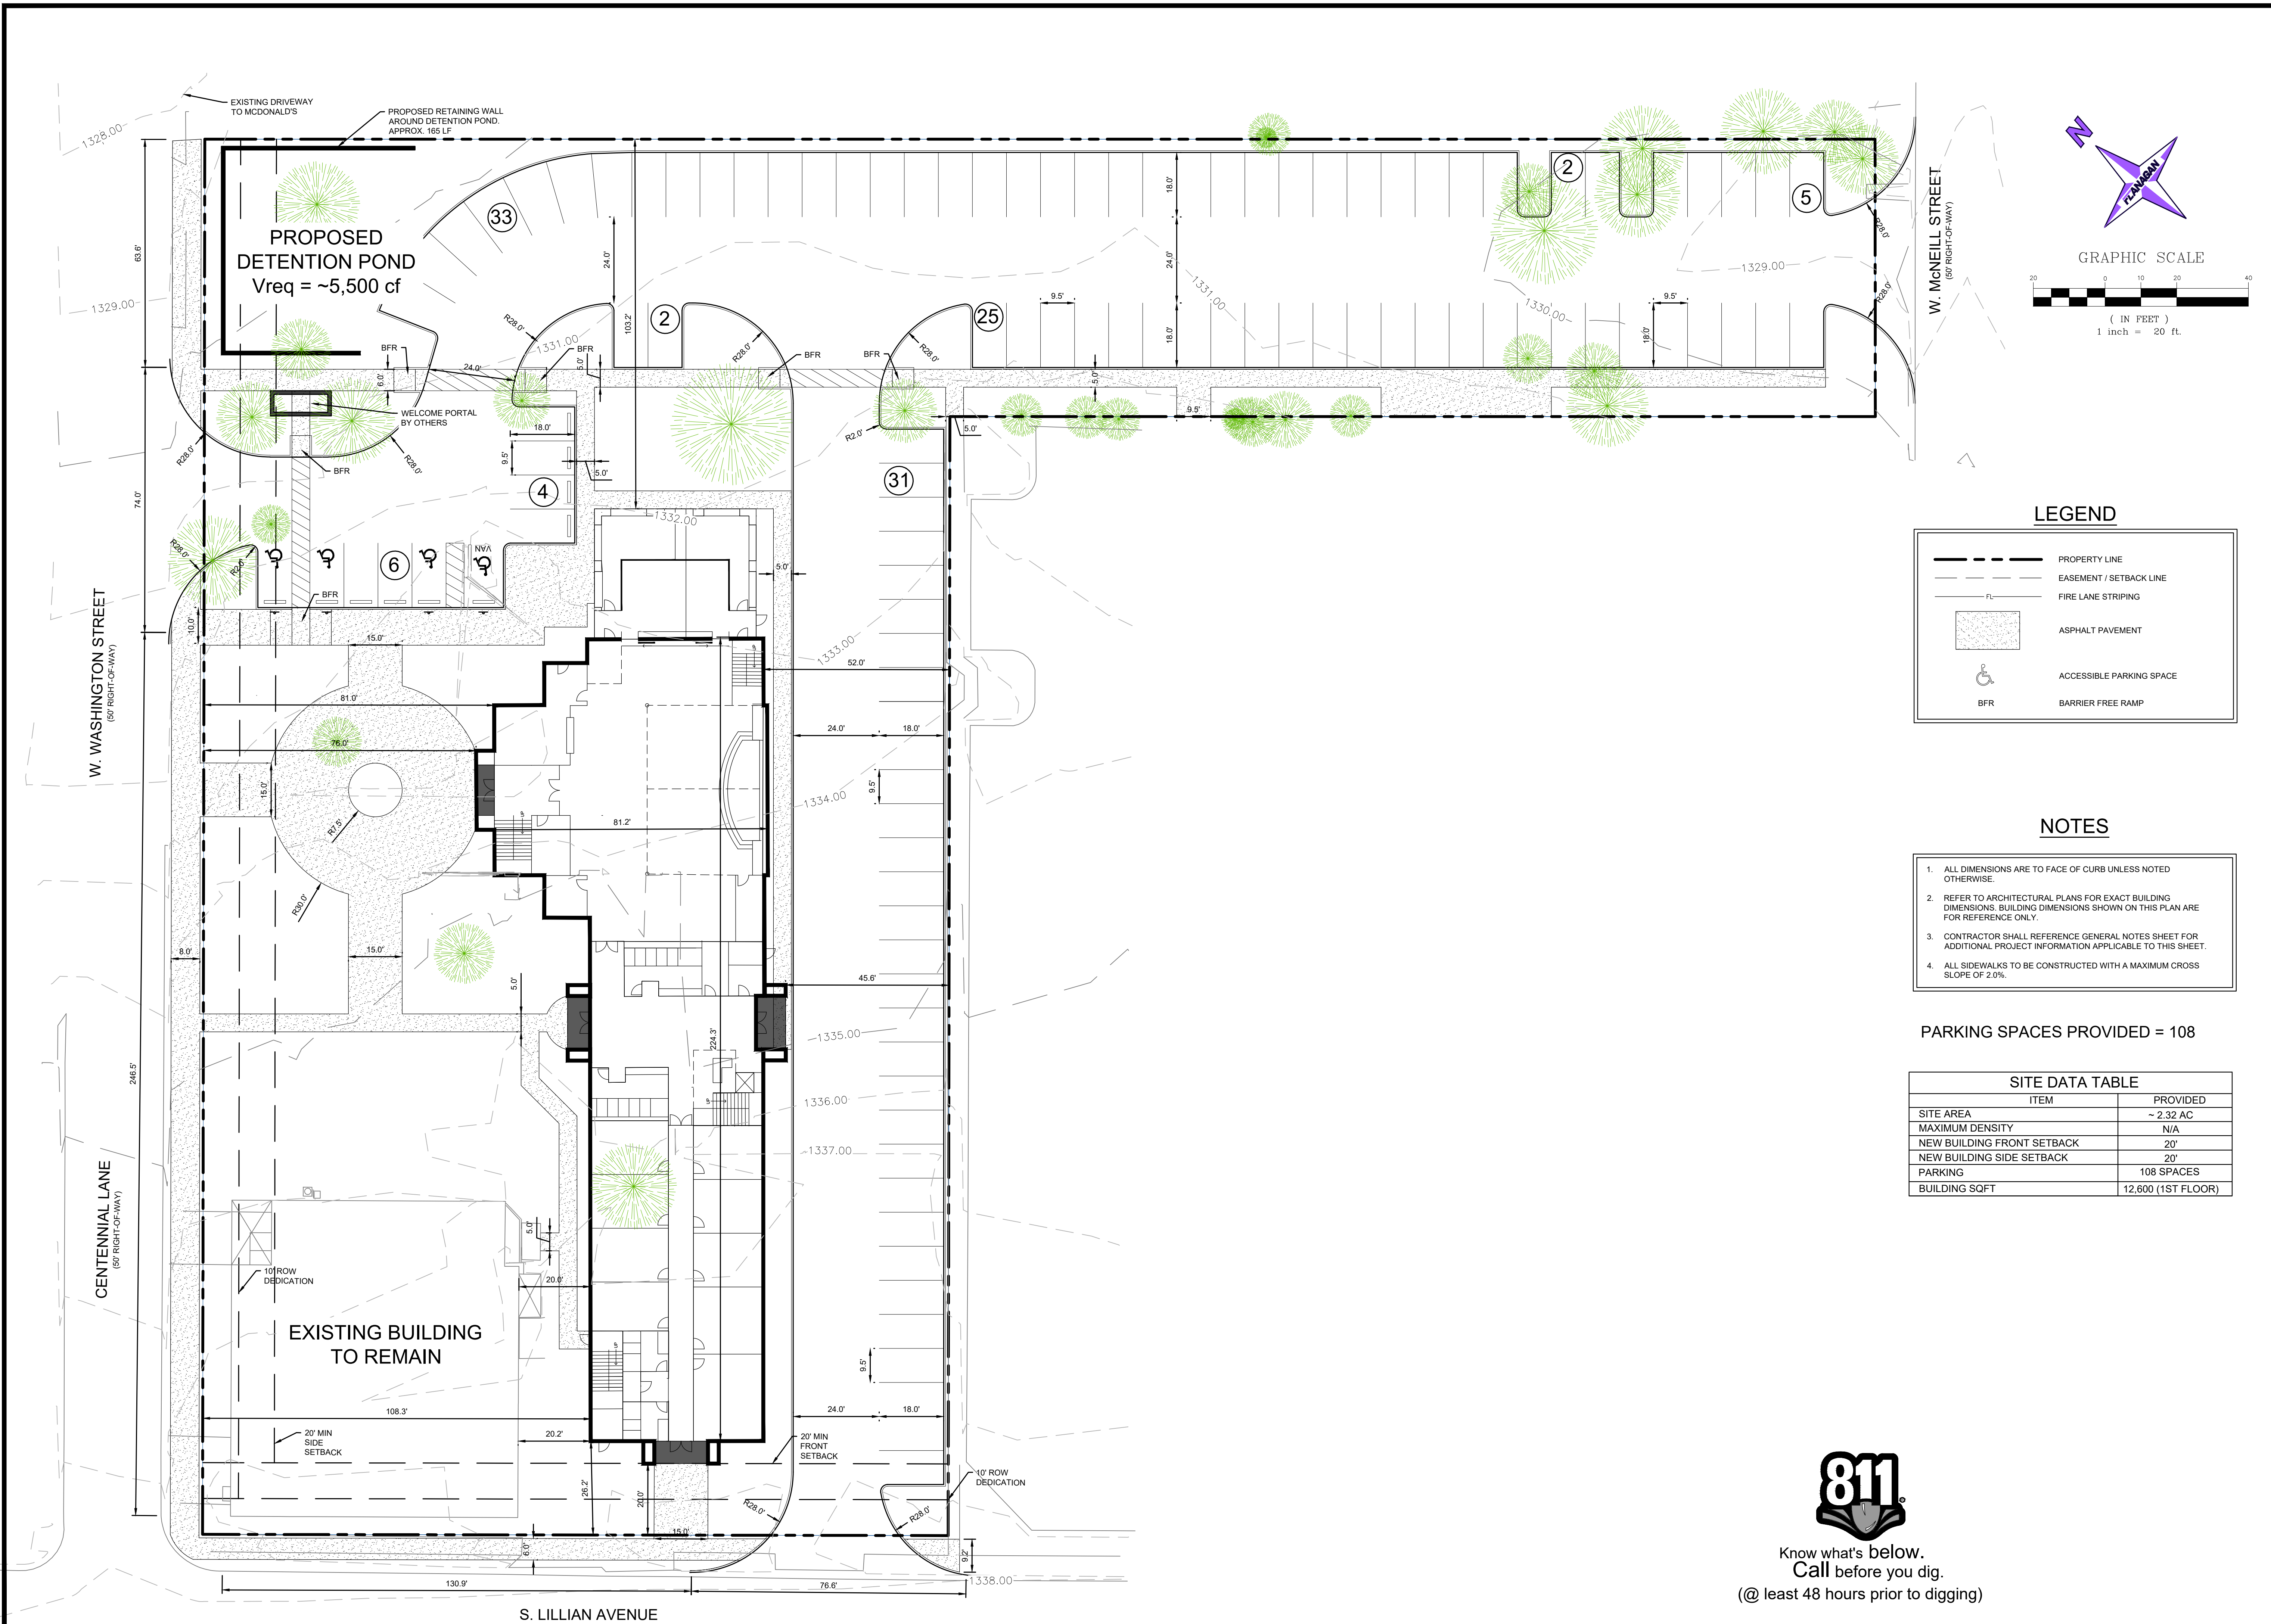 EXISTING DRIVEWAY
TO MCDONALD'S
PROPOSED RETAINING WALL
AROUND DETENTION POND.
APPROX. 165 LF
1328.00
63.6'
PROPOSED
DETENTION POND
Vreq = ~5,500 cf
33
2
5
18.0'
24.0'
24.0'
103.2'
1329.00
1331.00
1331.00
1330.00
1329.00
R28.0'
2
R28.0'
R28.0'
25
9.5'
18.0'
9.5'
18.0'
R28.0'
R28.0'
W. McNEILL STREET
(50' RIGHT-OF-WAY)
N
FLANAGAN
GRAPHIC SCALE
20 0 10 20 40
( IN FEET )
1 inch = 20 ft.
BFR
BFR
BFR
BFR
6.0'
24.0'
5.0'
5.0'
9.5'
WELCOME PORTAL
BY OTHERS
R2.0'
5.0'
18.0'
9.5'
5.0'
R28.0'
R28.0'
BFR
4
31
74.0'
1332.00
R28.0'
R2.0'
6
VAN
BFR
5.0'
10.0'
15.0'
1333.00
52.0'
W. WASHINGTON STREET
(50' RIGHT-OF-WAY)
81.0'
76.0'
24.0'
18.0'
9.5'
15.0'
1334.00
R7.5'
81.2'
R30.0'
8.0'
15.0'
45.6'
5.0'
224.3'
1335.00
246.5'
1336.00
1337.00
CENTENNIAL LANE
(50' RIGHT-OF-WAY)
5.0'
10' ROW
DEDICATION
20.0'
EXISTING BUILDING
TO REMAIN
9.5'
108.3'
24.0'
18.0'
20' MIN
SIDE
SETBACK
20.2'
20' MIN
FRONT
SETBACK
10' ROW
DEDICATION
26.2'
20.0'
R28.0'
R28.0'
15.0'
6.0'
9.2'
130.9'
76.6'
1338.00
S. LILLIAN AVENUE
LEGEND
PROPERTY LINE
EASEMENT / SETBACK LINE
FL
FIRE LANE STRIPING
ASPHALT PAVEMENT
ACCESSIBLE PARKING SPACE
BFR
BARRIER FREE RAMP
NOTES
1. ALL DIMENSIONS ARE TO FACE OF CURB UNLESS NOTED
OTHERWISE.
2. REFER TO ARCHITECTURAL PLANS FOR EXACT BUILDING
DIMENSIONS. BUILDING DIMENSIONS SHOWN ON THIS PLAN ARE
FOR REFERENCE ONLY.
3. CONTRACTOR SHALL REFERENCE GENERAL NOTES SHEET FOR
ADDITIONAL PROJECT INFORMATION APPLICABLE TO THIS SHEET.
4. ALL SIDEWALKS TO BE CONSTRUCTED WITH A MAXIMUM CROSS
SLOPE OF 2.0%.
PARKING SPACES PROVIDED = 108
SITE DATA TABLE
ITEM PROVIDED
SITE AREA ~ 2.32 AC
MAXIMUM DENSITY N/A
NEW BUILDING FRONT SETBACK 20'
NEW BUILDING SIDE SETBACK 20'
PARKING 108 SPACES
BUILDING SQFT 12,600 (1ST FLOOR)
811
Know what's below.
Call before you dig.
(@ least 48 hours prior to digging)